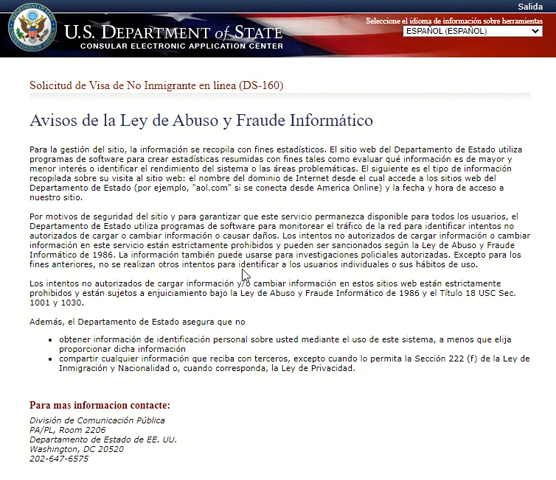 Salida
Seleccione el idioma de información sobre herramientas
ESPAÑOL (ESPAÑOL)
U.S. DEPARTMENT of STATE
CONSULAR ELECTRONIC APPLICATION CENTER
Solicitud de Visa de No Inmigrante en línea (DS-160)
Avisos de la Ley de Abuso y Fraude Informático
Para la gestión del sitio, la información se recopila con fines estadísticos. El sitio web del Departamento de Estado utiliza
programas de software para crear estadísticas resumidas con fines tales como evaluar qué información es de mayor y
menor interés o identificar el rendimiento del sistema o las áreas problemáticas. El siguiente es el tipo de información
recopilada sobre su visita al sitio web: el nombre del dominio de Internet desde el cual accede a los sitios web del
Departamento de Estado (por ejemplo, "aol.com" si se conecta desde America Online) y la fecha y hora de acceso a
nuestro sitio.
Por motivos de seguridad del sitio y para garantizar que este servicio permanezca disponible para todos los usuarios, el
Departamento de Estado utiliza programas de software para monitorear el tráfico de la red para identificar intentos no
autorizados de cargar o cambiar información o causar daños. Los intentos no autorizados de cargar información o cambiar
información en este servicio están estrictamente prohibidos y pueden ser sancionados según la Ley de Abuso y Fraude
Informático de 1986. La información también puede usarse para investigaciones policiales autorizadas. Excepto para los
fines anteriores, no se realizan otros intentos para identificar a los usuarios individuales o sus hábitos de uso.
Los intentos no autorizados de cargar información y/o cambiar información en estos sitios web están estrictamente
prohibidos y están sujetos a enjuiciamiento bajo la Ley de Abuso y Fraude Informático de 1986 y el Título 18 USC Sec.
1001 y 1030.
Además, el Departamento de Estado asegura que no
• obtener información de identificación personal sobre usted mediante el uso de este sistema, a menos que elija
proporcionar dicha información
• compartir cualquier información que reciba con terceros, excepto cuando lo permita la Sección 222 (f) de la Ley de
Inmigración y Nacionalidad o, cuando corresponda, la Ley de Privacidad.
Para mas informacion contacte:
División de Comunicación Pública
PA/PL, Room 2206
Departamento de Estado de EE. UU.
Washington, DC 20520
202-647-6575